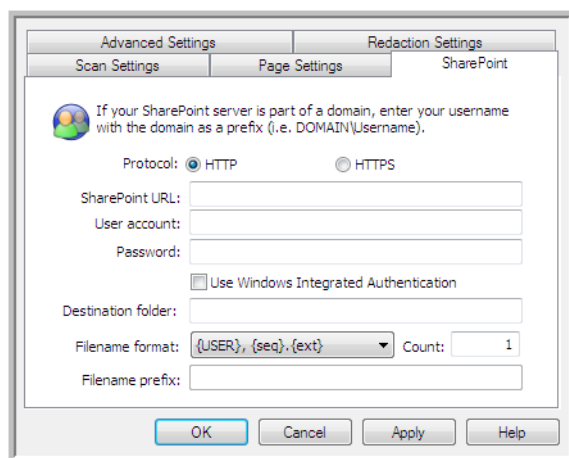 Advanced Settings Redaction Settings
Scan Settings Page Settings SharePoint
If your SharePoint server is part of a domain, enter your username
with the domain as a prefix (i.e. DOMAIN\Username).
Protocol: HTTP HTTPS
SharePoint URL:
User account:
Password:
Use Windows Integrated Authentication
Destination folder:
Filename format: {USER}, {seq}.{ext} Count: 1
Filename prefix:
OK Cancel Apply Help